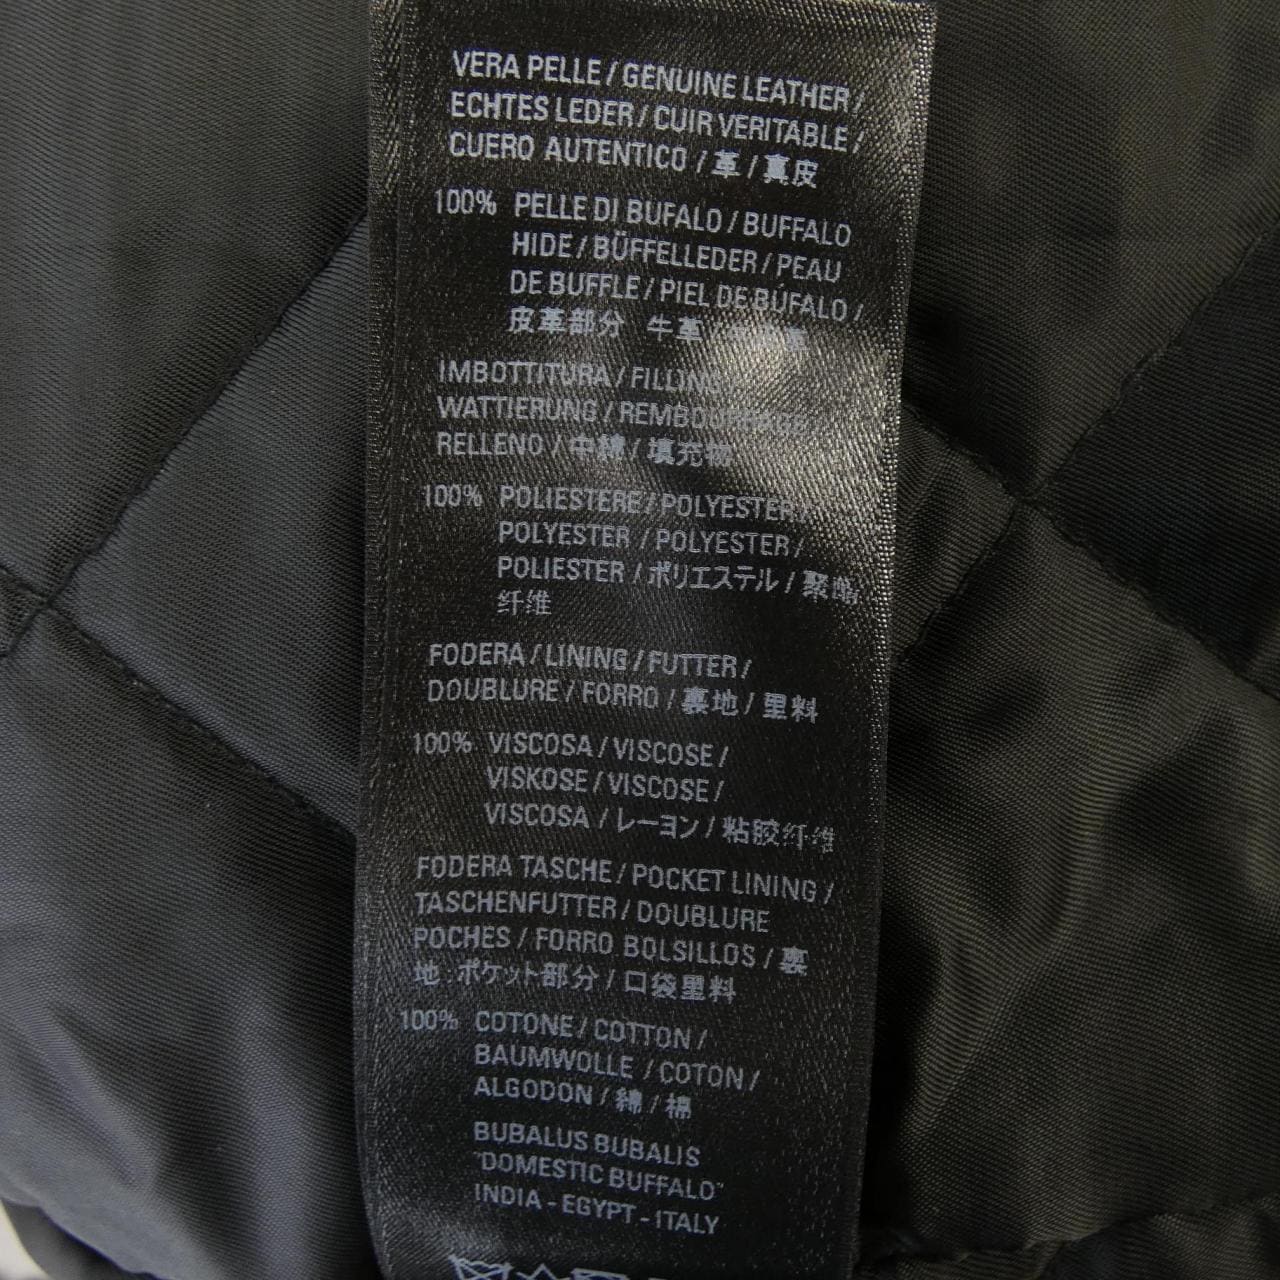 VERA PELLE / GENUINE LEATHER /
ECHTES LEDER / CUIR VERITABLE /
CUERO AUTENTICO / 革 / 真皮
100% PELLE DI BUFALO / BUFFALO
HIDE / BÜFFELLEDER / PEAU
DE BUFFLE / PIEL DE BÚFALO /
皮革部分 牛革 /
IMBOTTITURA / FILLING /
WATTIERUNG / REMBOURRAGE /
RELLENO / 中綿 / 填充物
100% POLIESTERE / POLYESTER /
POLYESTER / POLYESTER /
POLIESTER / ポリエステル / 聚酯
纤维
FODERA / LINING / FUTTER /
DOUBLURE / FORRO / 裏地 / 里料
100% VISCOSA / VISCOSE /
VISKOSE / VISCOSE /
VISCOSA / レーヨン / 粘胶纤维
FODERA TASCHE / POCKET LINING /
TASCHENFUTTER / DOUBLURE
POCHES / FORRO BOLSILLOS / 裏
地:ポケット部分 / 口袋里料
100% COTONE / COTTON /
BAUMWOLLE / COTON /
ALGODON / 綿 / 棉
BUBALUS BUBALIS
"DOMESTIC BUFFALO"
INDIA - EGYPT - ITALY